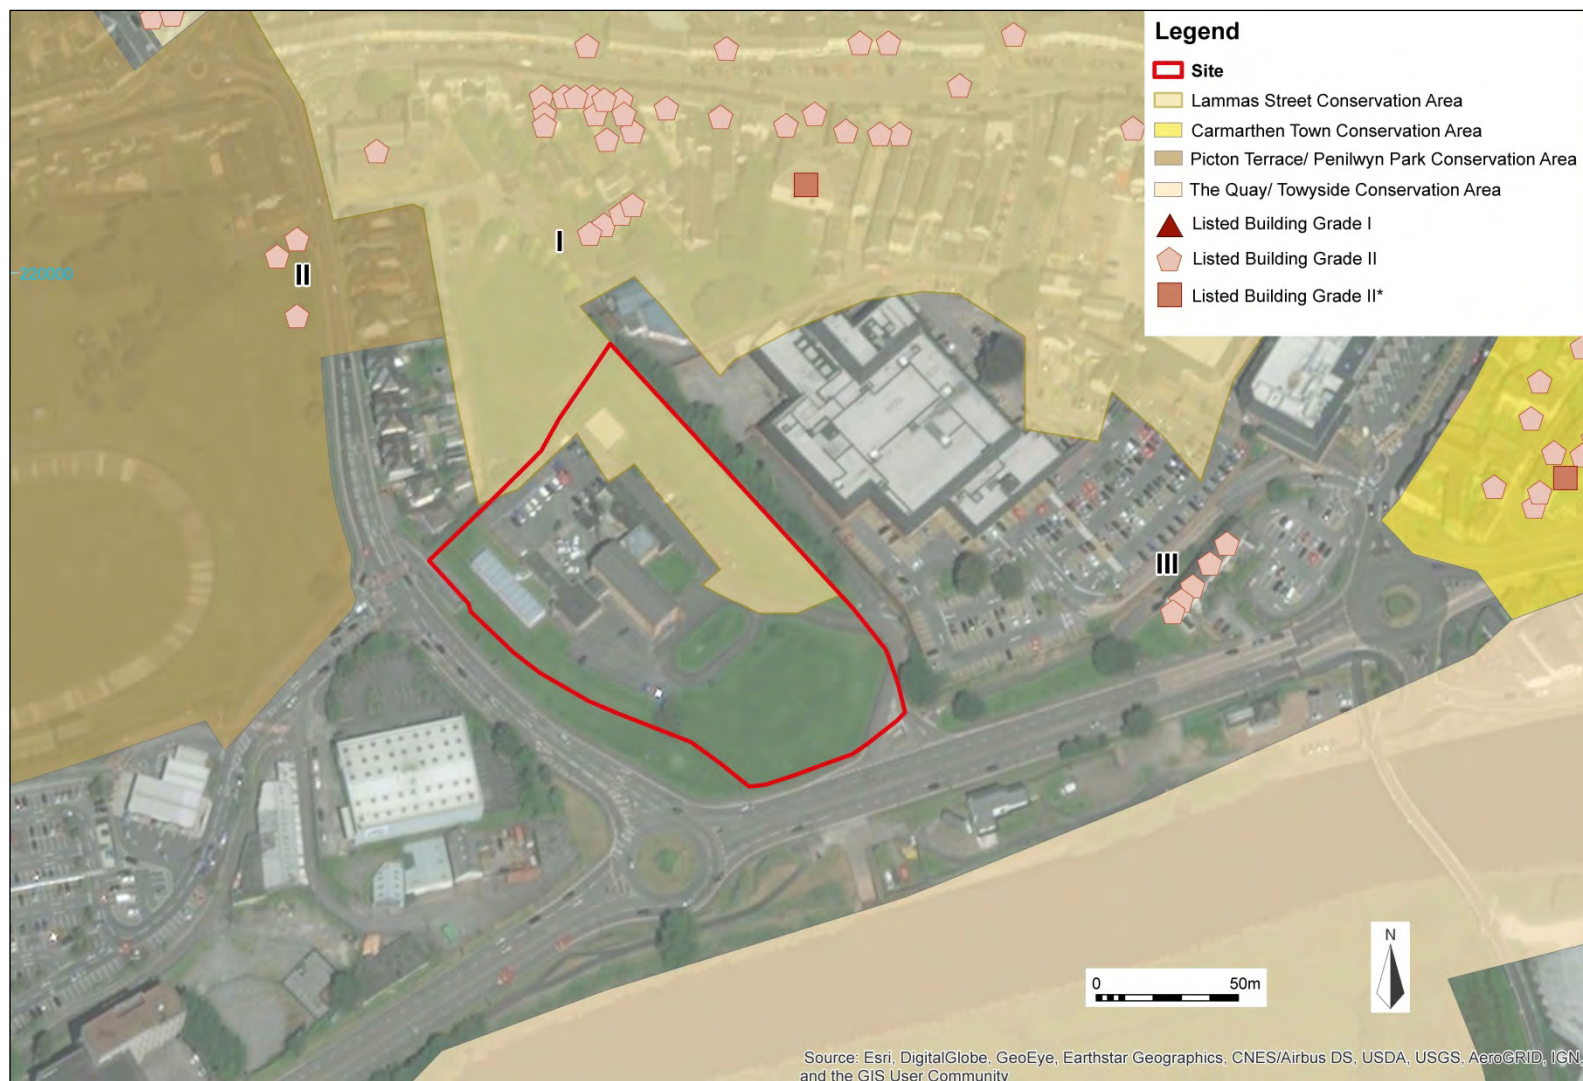 Legend
Site
Lammas Street Conservation Area
Carmarthen Town Conservation Area
Picton Terrace/ Penilwyn Park Conservation Area
The Quay/ Towyside Conservation Area
Listed Building Grade I
Listed Building Grade II
Listed Building Grade II*
I
II
220000
III
N
0 50m
Source: Esri, DigitalGlobe, GeoEye, Earthstar Geographics, CNES/Airbus DS, USDA, USGS, AeroGRID, IGN,
and the GIS User Community